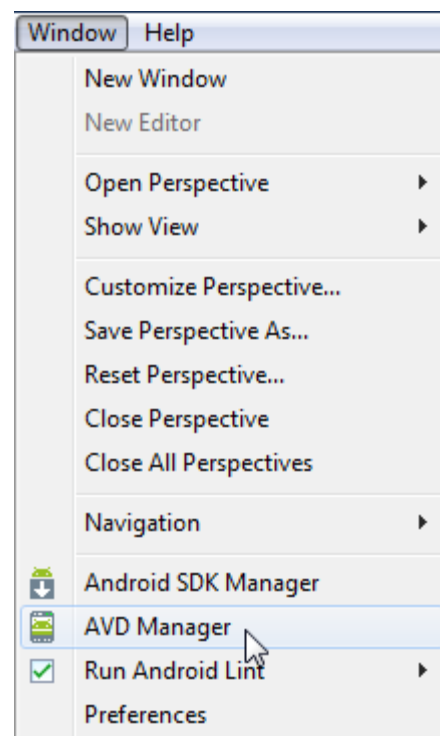 Window Help
New Window
New Editor
Open Perspective
Show View
Customize Perspective...
Save Perspective As...
Reset Perspective...
Close Perspective
Close All Perspectives
Navigation
Android SDK Manager
AVD Manager
Run Android Lint
Preferences